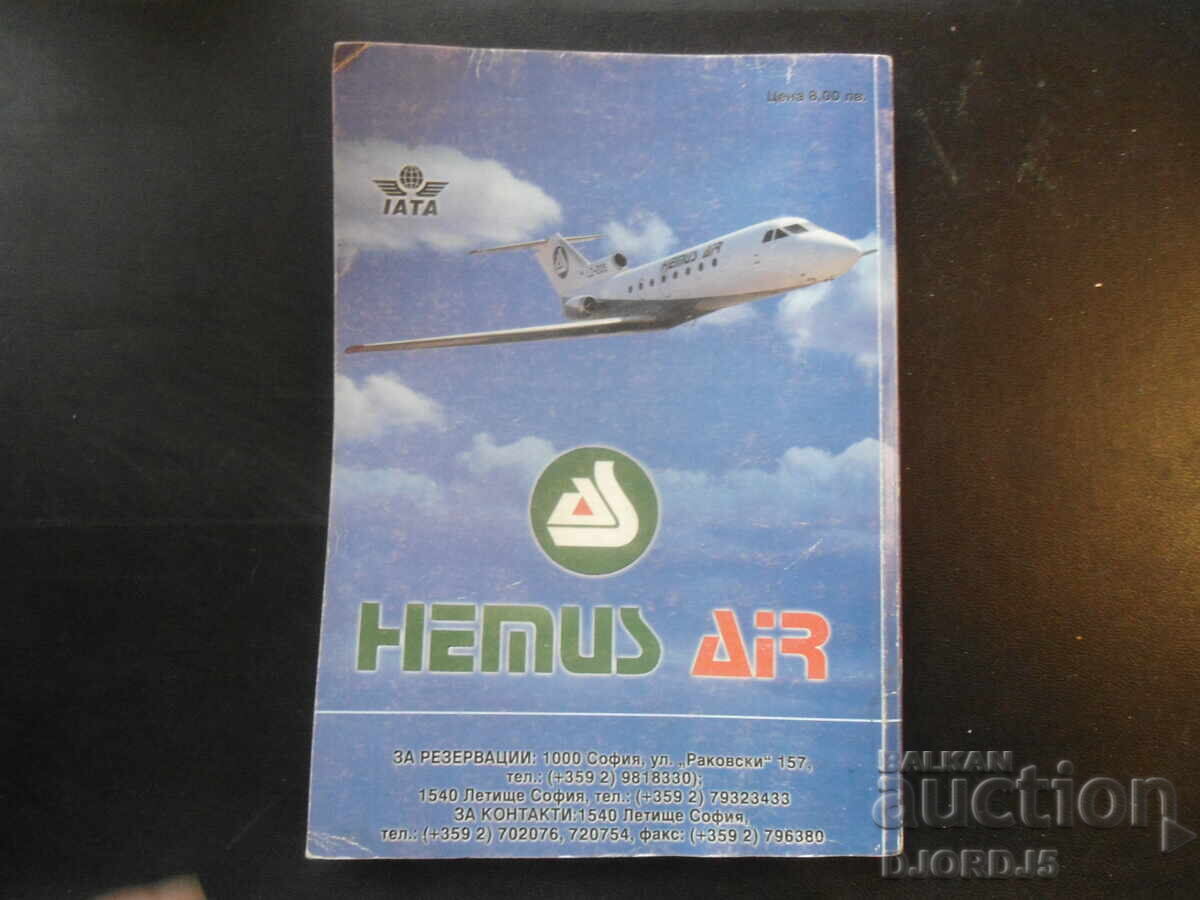 Цена 8,00 лв.
IATA
HEMUS AIR
HEMUS AIR
ЗА РЕЗЕРВАЦИИ: 1000 София, ул. „Раковски" 157,
тел.: (+359 2) 9818330);
1540 Летище София, тел.: (+359 2) 79323433
ЗА КОНТАКТИ:1540 Летище София,
тел.: (+359 2) 702076, 720754, факс: (+359 2) 796380
BALKAN
auction
DJORDJ5